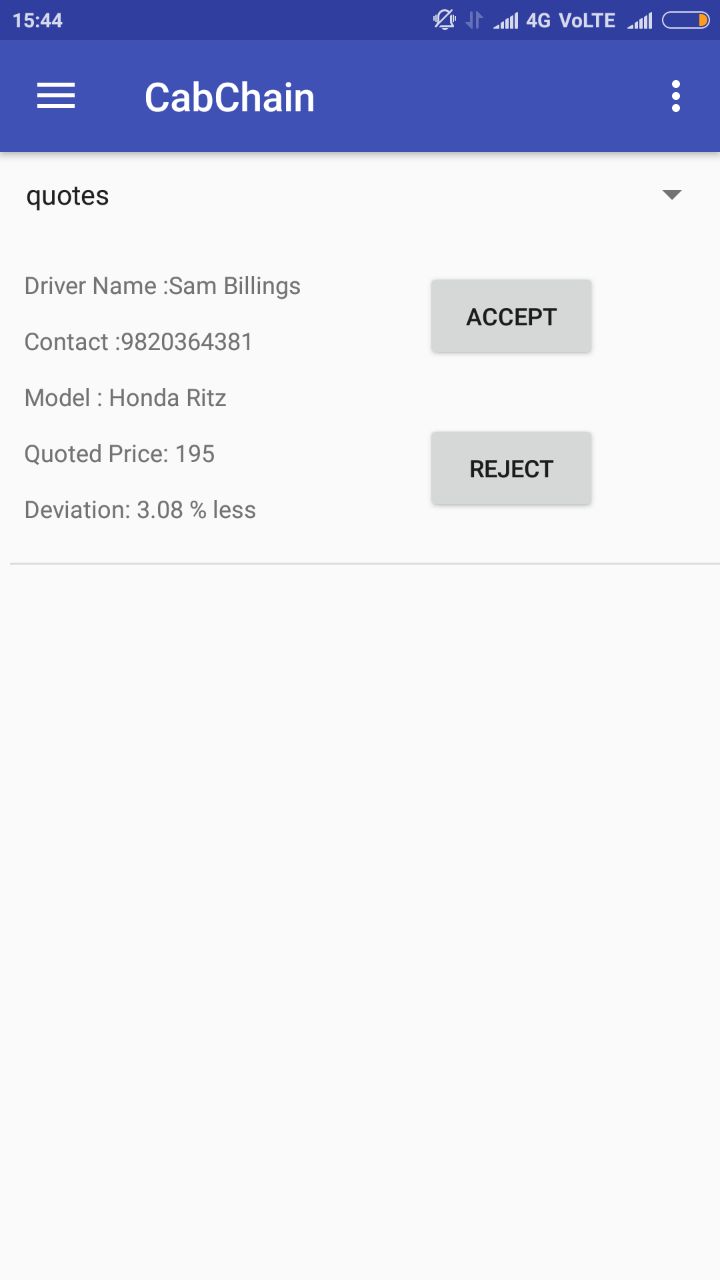 15:44 4G VoLTE
CabChain
quotes
Driver Name :Sam Billings
ACCEPT
Contact :9820364381
Model : Honda Ritz
Quoted Price: 195
REJECT
Deviation: 3.08 % less